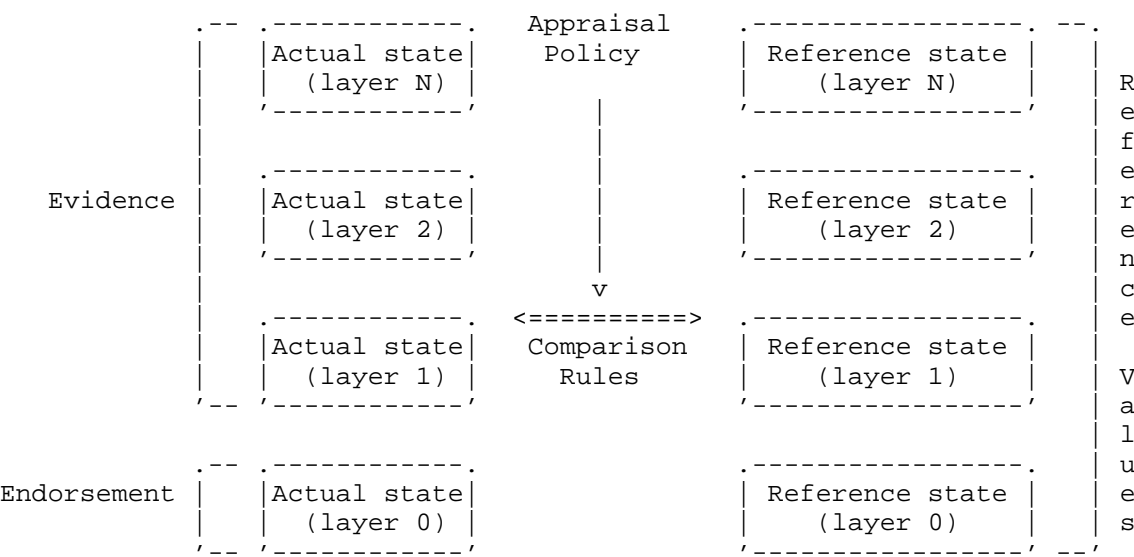 .-- .------------.   Appraisal    .-----------------. --.
               |   |Actual state|    Policy      | Reference state |   |
               |   |  (layer N) |                |    (layer N)    |   | R
               |   '------------'       |        '-----------------'   | e
               |                        |                              | f
               |   .------------.       |        .-----------------.   | e
      Evidence |   |Actual state|       |        | Reference state |   | r
               |   |  (layer 2) |       |        |    (layer 2)    |   | e
               |   '------------'       |        '-----------------'   | n
               |                        v                              | c
               |   .------------.  <==========>  .-----------------.   | e
               |   |Actual state|   Comparison   | Reference state |   |
               |   |  (layer 1) |     Rules      |    (layer 1)    |   | V
               '-- '------------'                '-----------------'   | a
                                                                       | l
               .-- .------------.                .-----------------.   | u
   Endorsement |   |Actual state|                | Reference state |   | e
               |   |  (layer 0) |                |    (layer 0)    |   | s
               '-- '------------'                '-----------------' --'